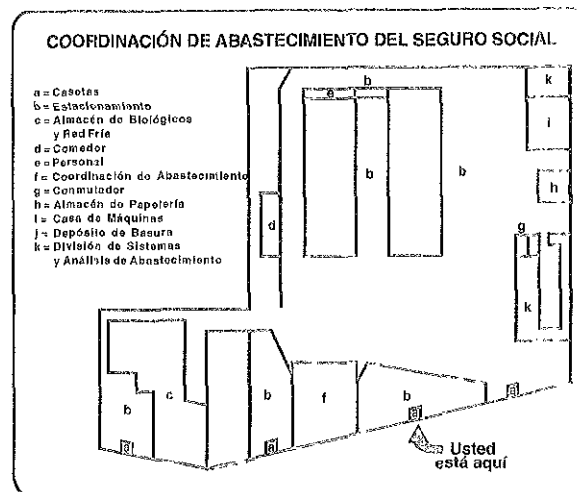 COORDINACIÓN DE ABASTECIMIENTO DEL SEGURO SOCIAL
a = Casetas
b = Estacionamiento
c = Almacén de Biológicos
y Red Fría
d = Comedor
e = Personal
f = Coordinación de Abastecimiento
g = Conmutador
h = Almacén de Papelería
i = Casa de Máquinas
j = Depósito de Basura
k = División de Sistemas
y Análisis de Abastecimiento
b
k
e
i
b
b
h
d
g
k
b
c
b
f
b
a
a
a
a
Usted
está aquí